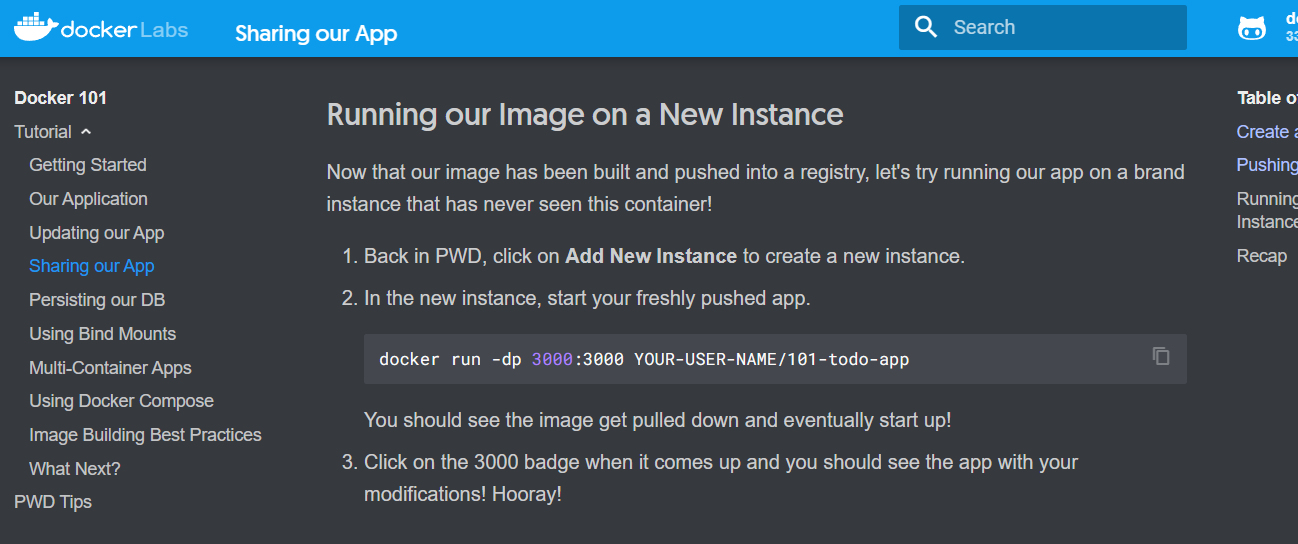 docker Labs
Sharing our App
Search
Docker 101
Tutorial
Getting Started
Our Application
Updating our App
Sharing our App
Persisting our DB
Using Bind Mounts
Multi-Container Apps
Using Docker Compose
Image Building Best Practices
What Next?
PWD Tips
Running our Image on a New Instance
Now that our image has been built and pushed into a registry, let's try running our app on a brand
instance that has never seen this container!
1. Back in PWD, click on Add New Instance to create a new instance.
2. In the new instance, start your freshly pushed app.
docker run -dp 3000:3000 YOUR-USER-NAME/101-todo-app
You should see the image get pulled down and eventually start up!
3. Click on the 3000 badge when it comes up and you should see the app with your
modifications! Hooray!
Table
Create
Pushing
Running
Instance
Recap